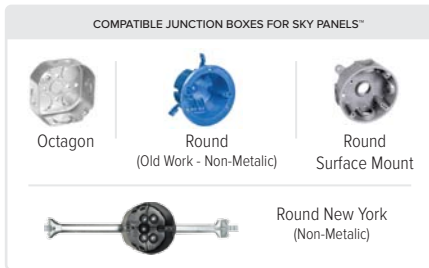 COMPATIBLE JUNCTION BOXES FOR SKY PANELS™
Octagon
Round
(Old Work - Non-Metalic)
Round
Surface Mount
Round New York
(Non-Metalic)